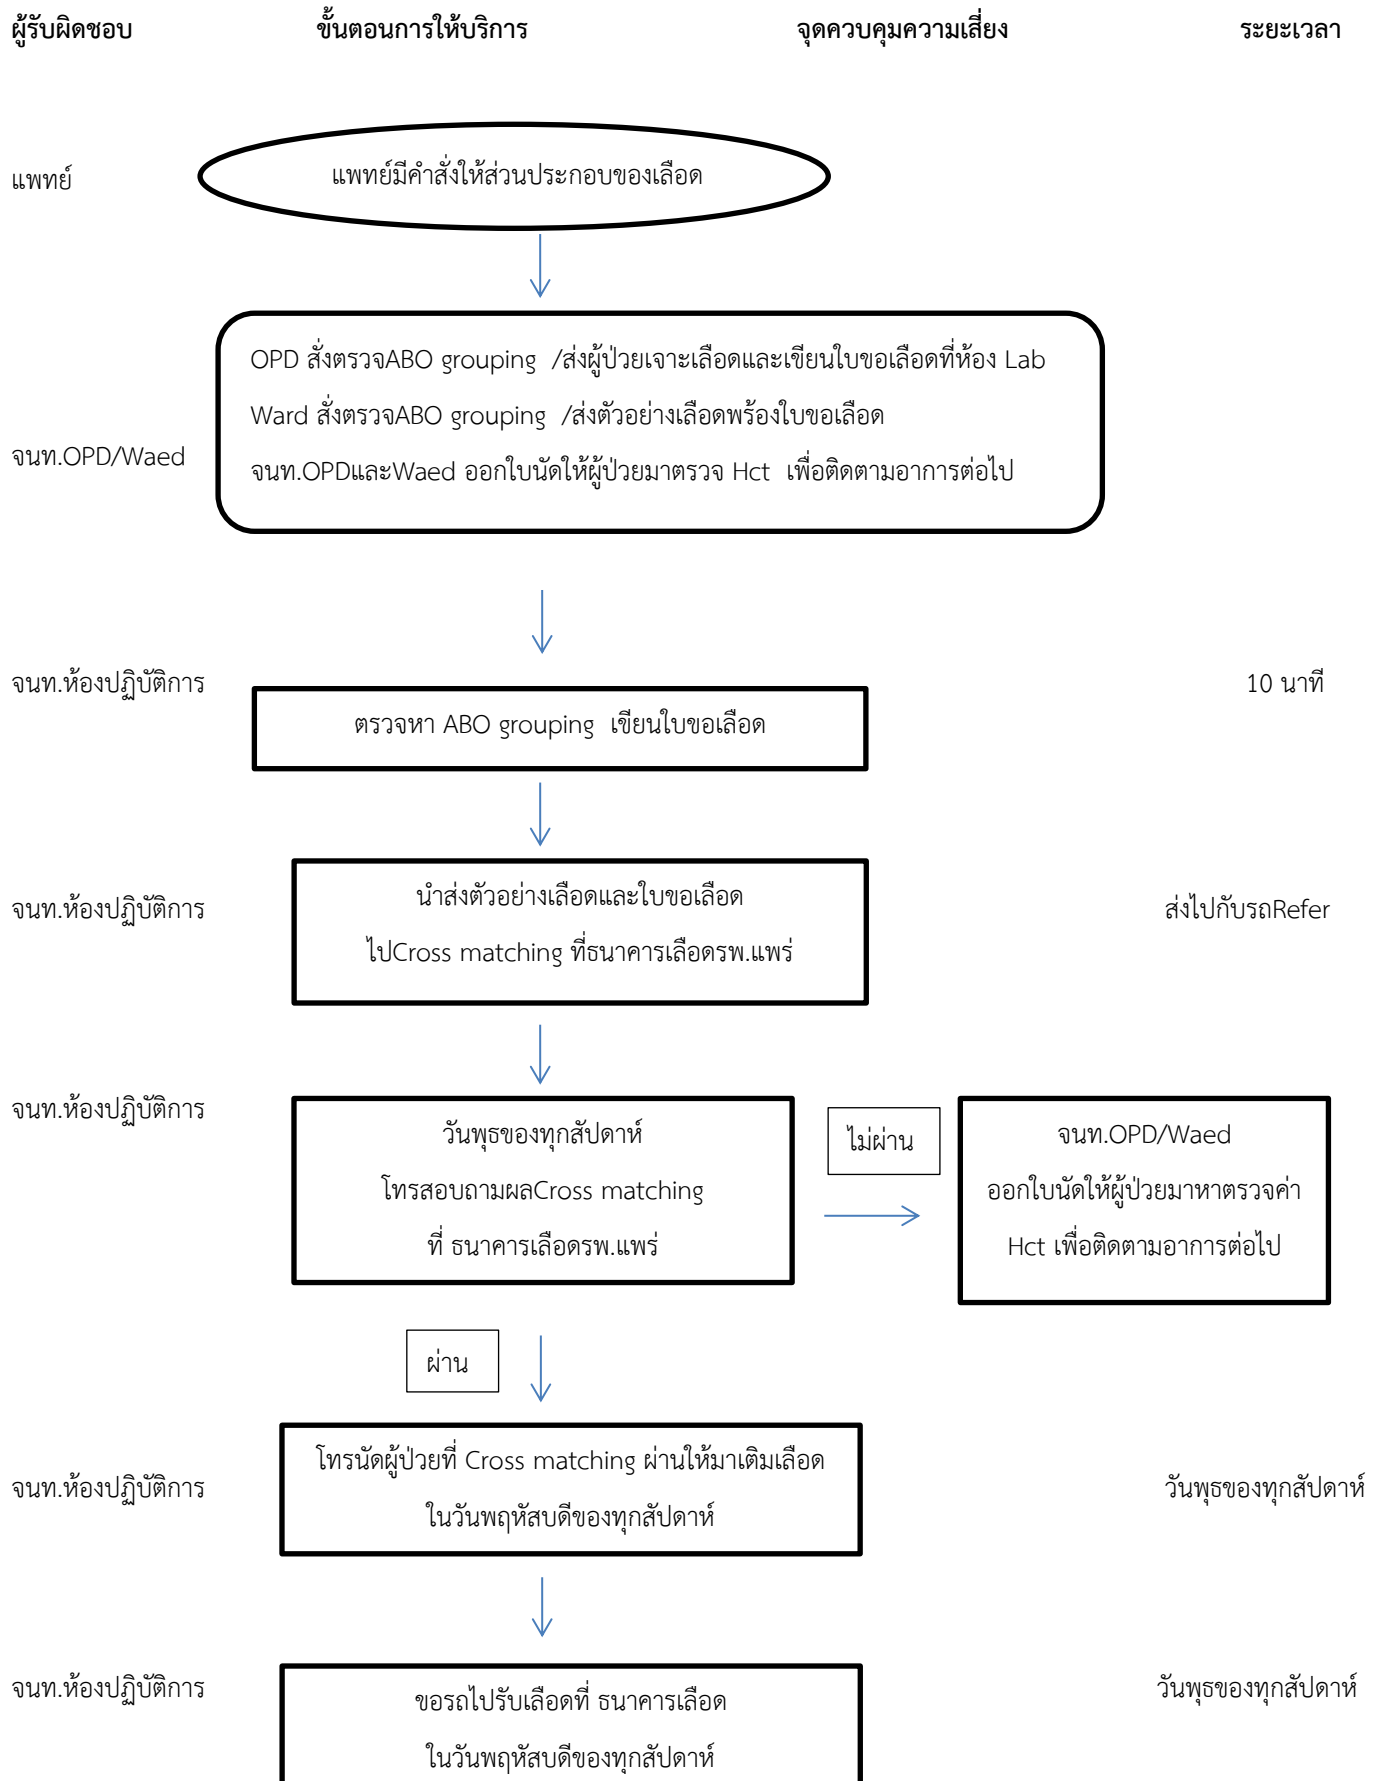 ผู้รับผิดชอบ ขั้นตอนการให้บริการ จุดควบคุมความเสี่ยง ระยะเวลา
แพทย์
แพทย์มีคำสั่งให้ส่วนประกอบของเลือด
OPD สั่งตรวจABO grouping /ส่งผู้ป่วยเจาะเลือดและเขียนใบขอเลือดที่ห้อง Lab
Ward สั่งตรวจABO grouping /ส่งตัวอย่างเลือดพร้องใบขอเลือด
จนท.OPD/Waed
จนท.OPDและWaed ออกใบนัดให้ผู้ป่วยมาตรวจ Hct เพื่อติดตามอาการต่อไป
จนท.ห้องปฏิบัติการ
10 นาที
ตรวจหา ABO grouping เขียนใบขอเลือด
จนท.ห้องปฏิบัติการ
นำส่งตัวอย่างเลือดและใบขอเลือด
ไปCross matching ที่ธนาคารเลือดรพ.แพร่
ส่งไปกับรถRefer
จนท.ห้องปฏิบัติการ
วันพุธของทุกสัปดาห์
โทรสอบถามผลCross matching
ที่ ธนาคารเลือดรพ.แพร่
ไม่ผ่าน
จนท.OPD/Waed
ออกใบนัดให้ผู้ป่วยมาหาตรวจค่า
Hct เพื่อติดตามอาการต่อไป
ผ่าน
จนท.ห้องปฏิบัติการ
โทรนัดผู้ป่วยที่ Cross matching ผ่านให้มาเติมเลือด
ในวันพฤหัสบดีของทุกสัปดาห์
วันพุธของทุกสัปดาห์
จนท.ห้องปฏิบัติการ
ขอรถไปรับเลือดที่ ธนาคารเลือด
ในวันพฤหัสบดีของทุกสัปดาห์
วันพุธของทุกสัปดาห์